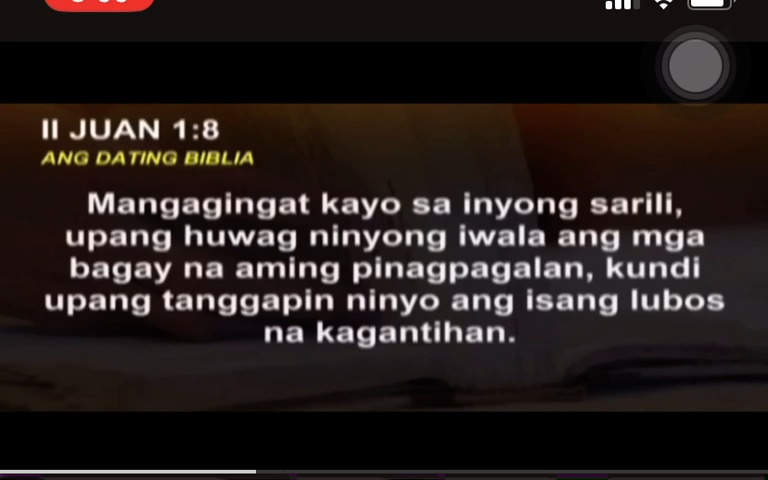 II JUAN 1:8
ANG DATING BIBLIA
Mangagingat kayo sa inyong sarili,
upang huwag ninyong iwala ang mga
bagay na aming pinagpagalan, kundi
upang tanggapin ninyo ang isang lubos
na kagantihan.